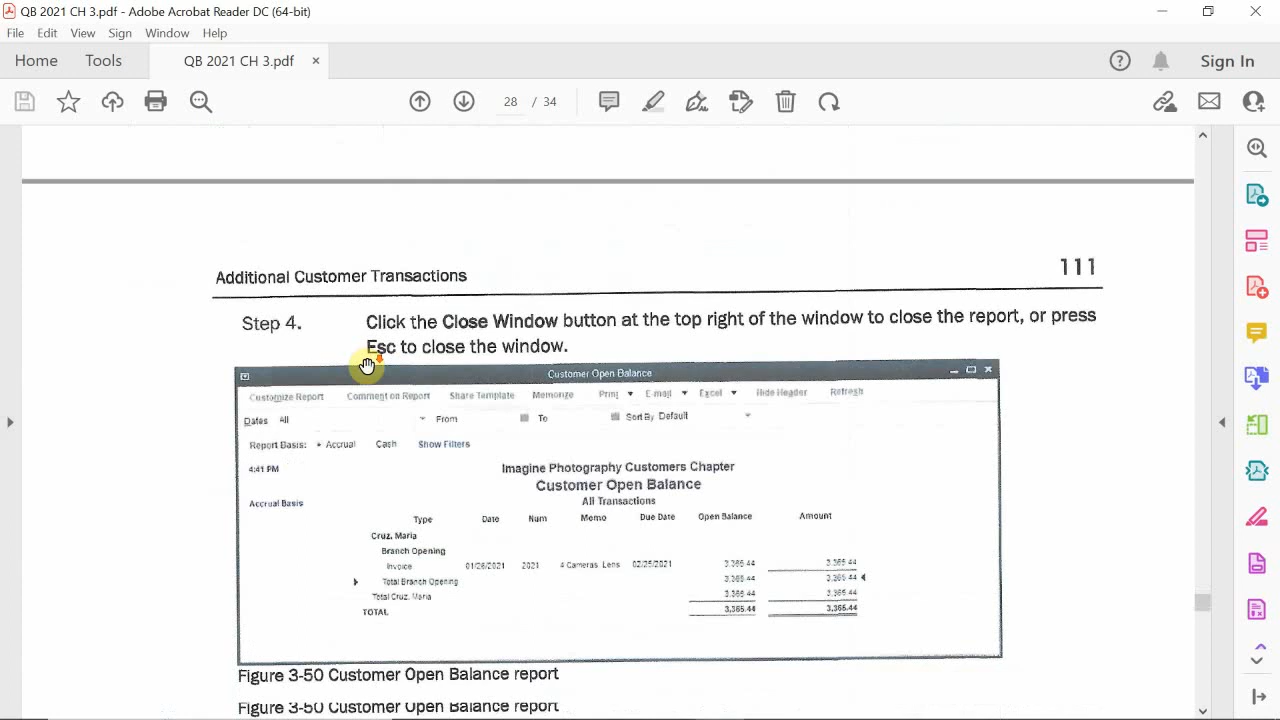 QB 2021 CH 3.pdf - Adobe Acrobat Reader DC (64-bit)
File Edit View Sign Window Help
Home Tools QB 2021 CH 3.pdf × Sign In
28 / 34
Additional Customer Transactions 111
Step 4. Click the Close Window button at the top right of the window to close the report, or press
Esc to close the window.
Customer Open Balance
Customize Report Comment on Report Share Template Memorize Print E-mail Excel Hide Header Refresh
Dates All From To Sort By Default
Report Basis: Accrual Cash Show Filters
4:41 PM Imagine Photography Customers Chapter
Customer Open Balance
Accrual Basis All Transactions
Type Date Num Memo Due Date Open Balance Amount
Cruz, Maria
Branch Opening
Invoice 01/26/2021 2021 4 Cameras Lens 02/25/2021 3,365.44 3,365.44
Total Branch Opening 3,365.44 3,365.44
Total Cruz, Maria 3,365.44 3,365.44
TOTAL 3,365.44 3,365.44
Figure 3-50 Customer Open Balance report
Figure 3-50 Customer Open Balance report